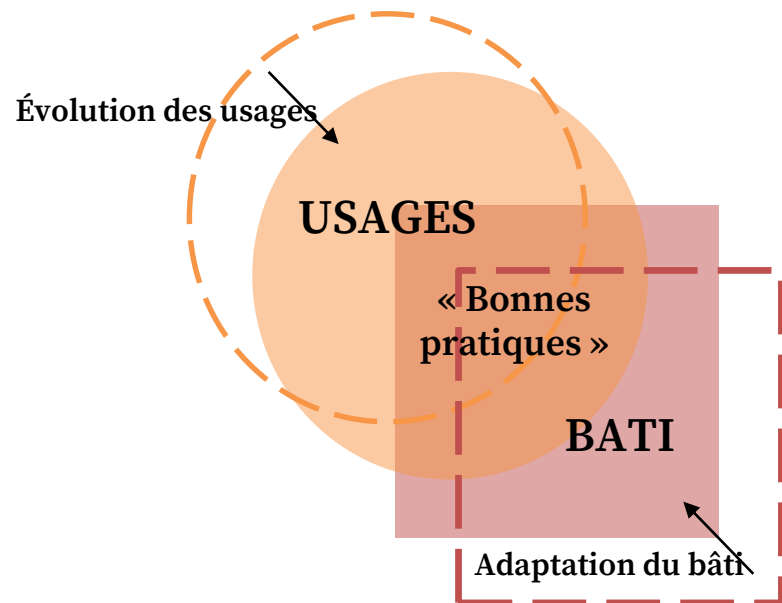 Évolution des usages
USAGES
« Bonnes
pratiques »
BATI
Adaptation du bâti